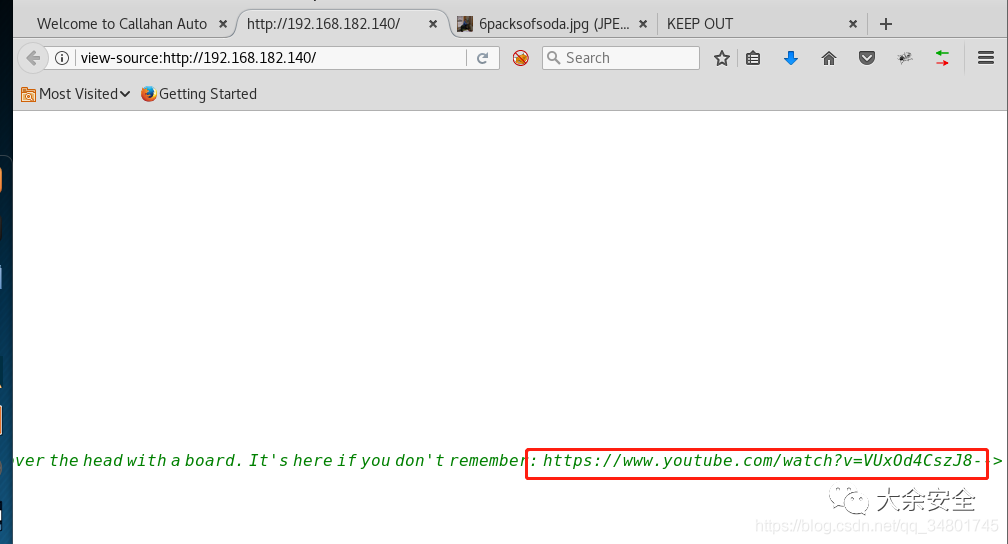 Welcome to Callahan Auto
http://192.168.182.140/
6packsofsoda.jpg (JPE...
KEEP OUT
view-source:http://192.168.182.140/
Search
Most Visited
Getting Started
over the head with a board. It's here if you don't remember: https://www.youtube.com/watch?v=VUxOd4CszJ8-->
大余安全
https://blog.csdn.net/qq_34801745